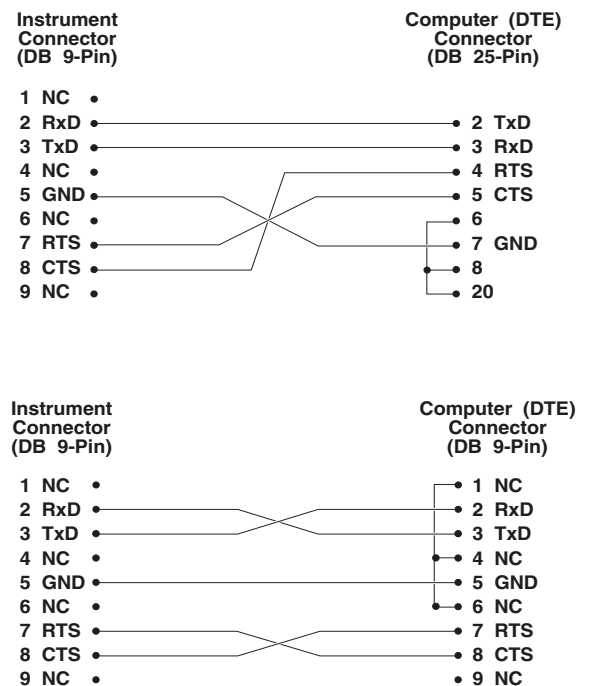 Instrument Connector (DB 9-Pin)
Computer (DTE) Connector (DB 25-Pin)
1 NC
2 RxD 2 TxD
3 TxD 3 RxD
4 NC 4 RTS
5 GND 5 CTS
6 NC 6
7 RTS 7 GND
8 CTS 8
9 NC 20
Instrument Connector (DB 9-Pin)
Computer (DTE) Connector (DB 9-Pin)
1 NC 1 NC
2 RxD 2 RxD
3 TxD 3 TxD
4 NC 4 NC
5 GND 5 GND
6 NC 6 NC
7 RTS 7 RTS
8 CTS 8 CTS
9 NC 9 NC